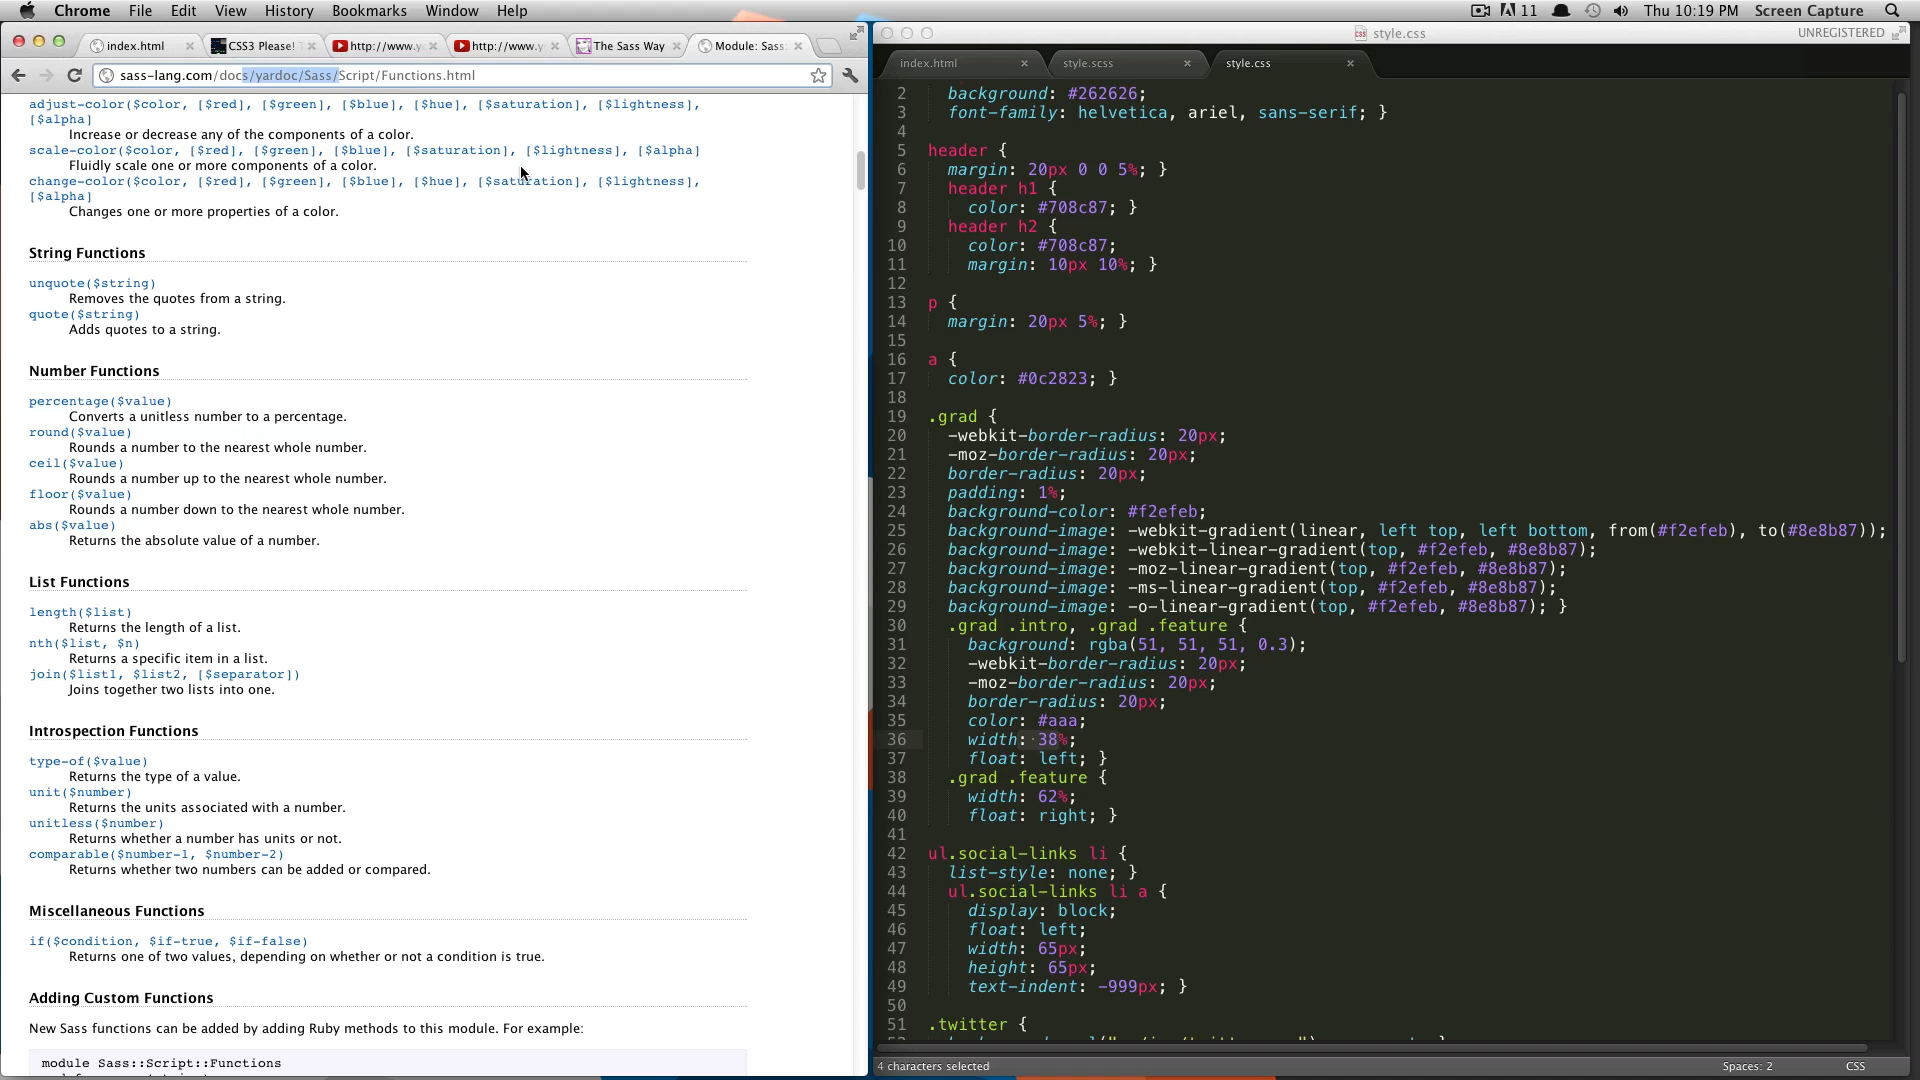 Chrome File Edit View History Bookmarks Window Help
11 Thu 10:19 PM Screen Capture
index.html CSS3 Please! T http://www.y http://www.y The Sass Way Module: Sass
sass-lang.com/docs/yardoc/Sass/Script/Functions.html
adjust-color($color, [$red], [$green], [$blue], [$hue], [$saturation], [$lightness],
[$alpha]
Increase or decrease any of the components of a color.
scale-color($color, [$red], [$green], [$blue], [$saturation], [$lightness], [$alpha]
Fluidly scale one or more components of a color.
change-color($color, [$red], [$green], [$blue], [$hue], [$saturation], [$lightness],
[$alpha]
Changes one or more properties of a color.
String Functions
unquote($string)
Removes the quotes from a string.
quote($string)
Adds quotes to a string.
Number Functions
percentage($value)
Converts a unitless number to a percentage.
round($value)
Rounds a number to the nearest whole number.
ceil($value)
Rounds a number up to the nearest whole number.
floor($value)
Rounds a number down to the nearest whole number.
abs($value)
Returns the absolute value of a number.
List Functions
length($list)
Returns the length of a list.
nth($list, $n)
Returns a specific item in a list.
join($list1, $list2, [$separator])
Joins together two lists into one.
Introspection Functions
type-of($value)
Returns the type of a value.
unit($number)
Returns the units associated with a number.
unitless($number)
Returns whether a number has units or not.
comparable($number-1, $number-2)
Returns whether two numbers can be added or compared.
Miscellaneous Functions
if($condition, $if-true, $if-false)
Returns one of two values, depending on whether or not a condition is true.
Adding Custom Functions
New Sass functions can be added by adding Ruby methods to this module. For example:
module Sass::Script::Functions
style.css UNREGISTERED
index.html style.scss style.css
2 background: #262626;
3 font-family: helvetica, ariel, sans-serif; }
4
5 header {
6 margin: 20px 0 0 5%; }
7 header h1 {
8 color: #708c87; }
9 header h2 {
10 color: #708c87;
11 margin: 10px 10%; }
12
13 p {
14 margin: 20px 5%; }
15
16 a {
17 color: #0c2823; }
18
19 .grad {
20 -webkit-border-radius: 20px;
21 -moz-border-radius: 20px;
22 border-radius: 20px;
23 padding: 1%;
24 background-color: #f2efeb;
25 background-image: -webkit-gradient(linear, left top, left bottom, from(#f2efeb), to(#8e8b87));
26 background-image: -webkit-linear-gradient(top, #f2efeb, #8e8b87);
27 background-image: -moz-linear-gradient(top, #f2efeb, #8e8b87);
28 background-image: -ms-linear-gradient(top, #f2efeb, #8e8b87);
29 background-image: -o-linear-gradient(top, #f2efeb, #8e8b87); }
30 .grad .intro, .grad .feature {
31 background: rgba(51, 51, 51, 0.3);
32 -webkit-border-radius: 20px;
33 -moz-border-radius: 20px;
34 border-radius: 20px;
35 color: #aaa;
36 width: 38%;
37 float: left; }
38 .grad .feature {
39 width: 62%;
40 float: right; }
41
42 ul.social-links li {
43 list-style: none; }
44 ul.social-links li a {
45 display: block;
46 float: left;
47 width: 65px;
48 height: 65px;
49 text-indent: -999px; }
50
51 .twitter {
4 characters selected Spaces: 2 CSS